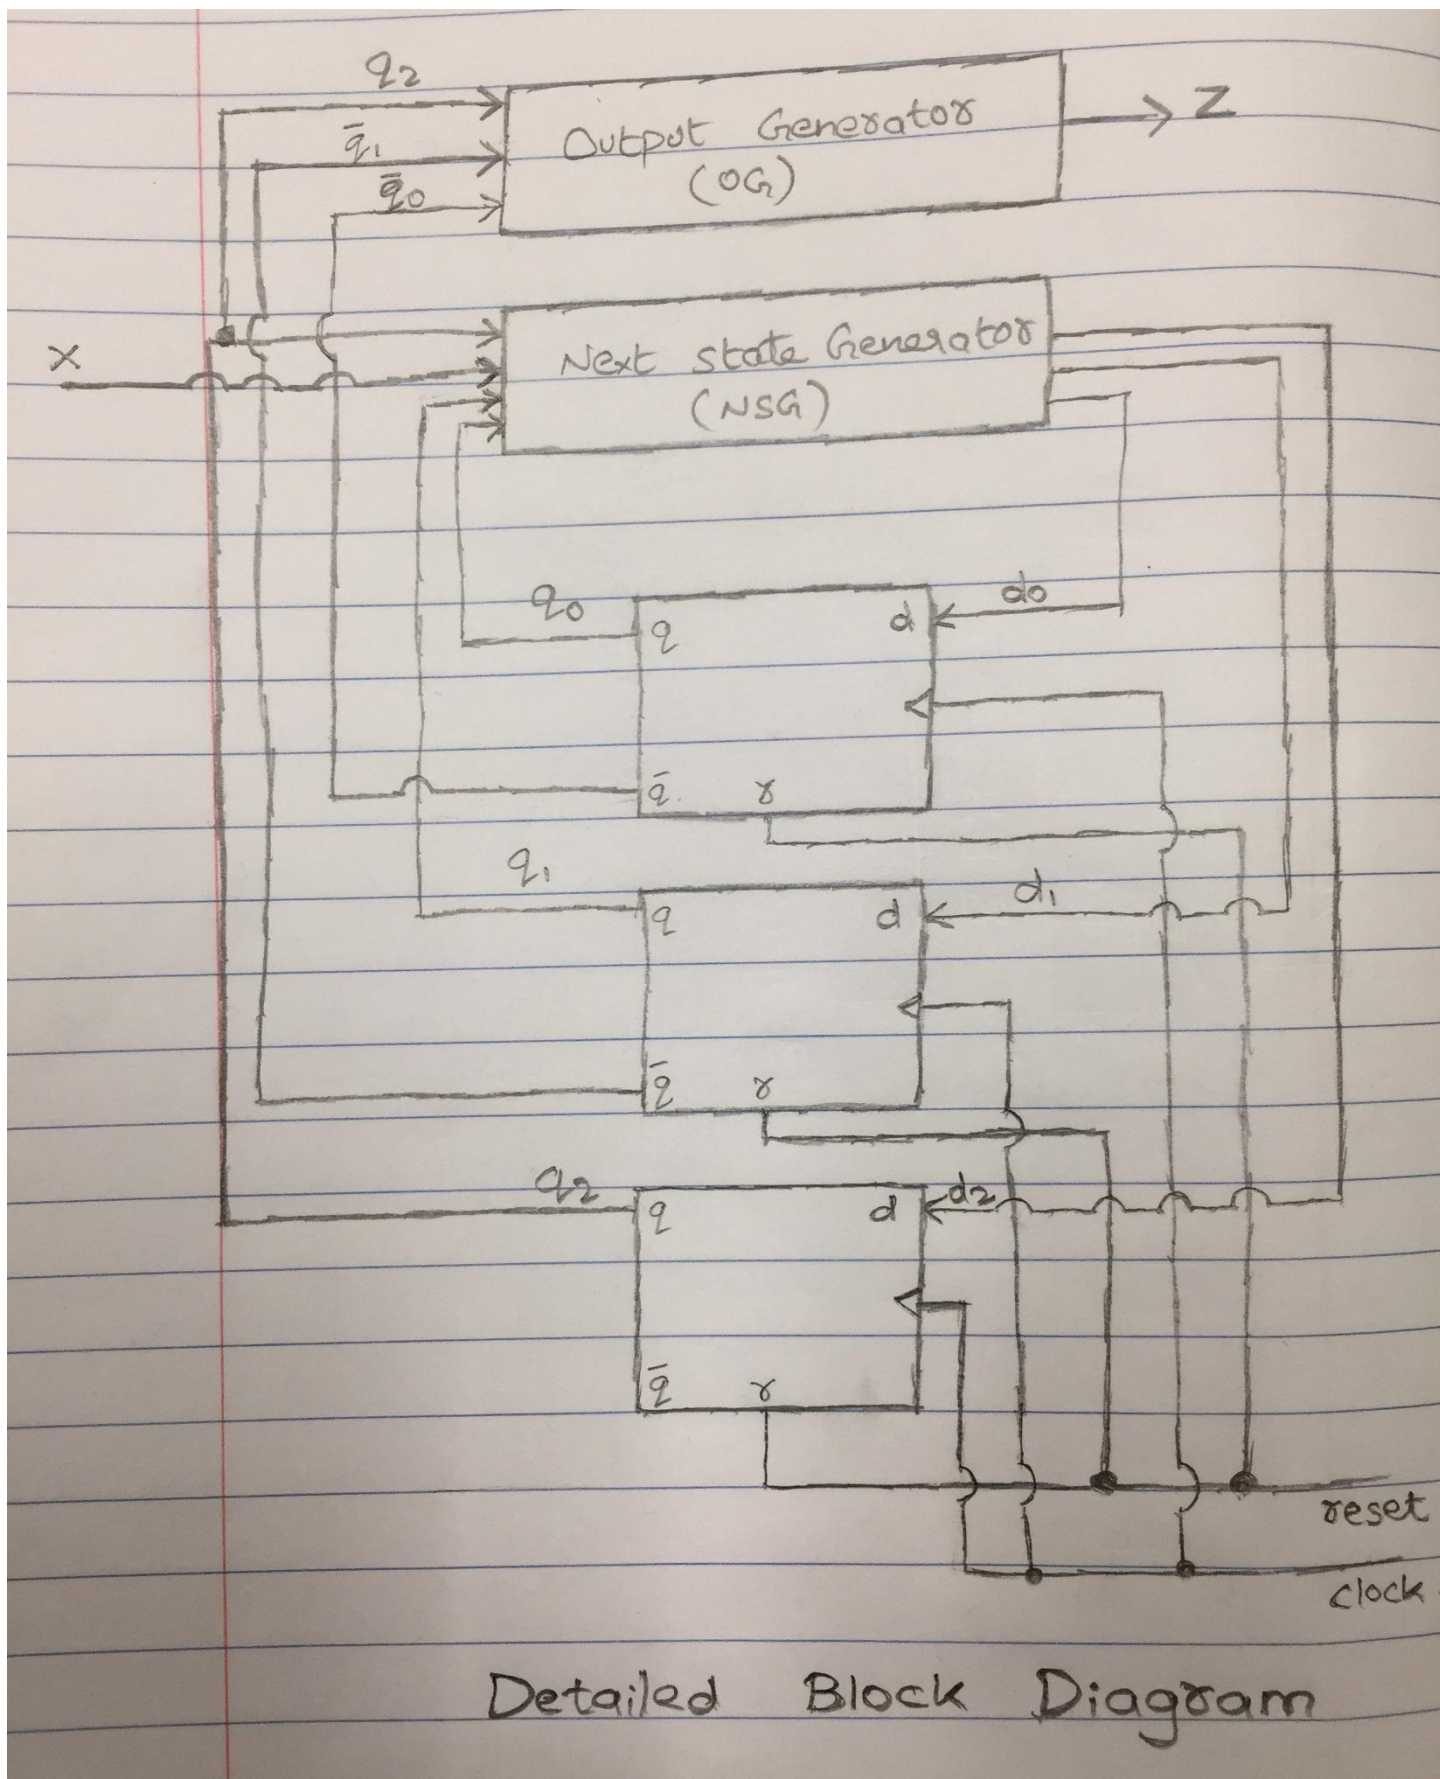 q2
q̄1
q̄0
Output Generator
(OG)
Z
X
Next State Generator
(NSG)
q0
d0
q
d
q̄
r
q1
d1
q
d
q̄
r
q2
d2
q
d
q̄
r
reset
clock
Detailed Block Diagram